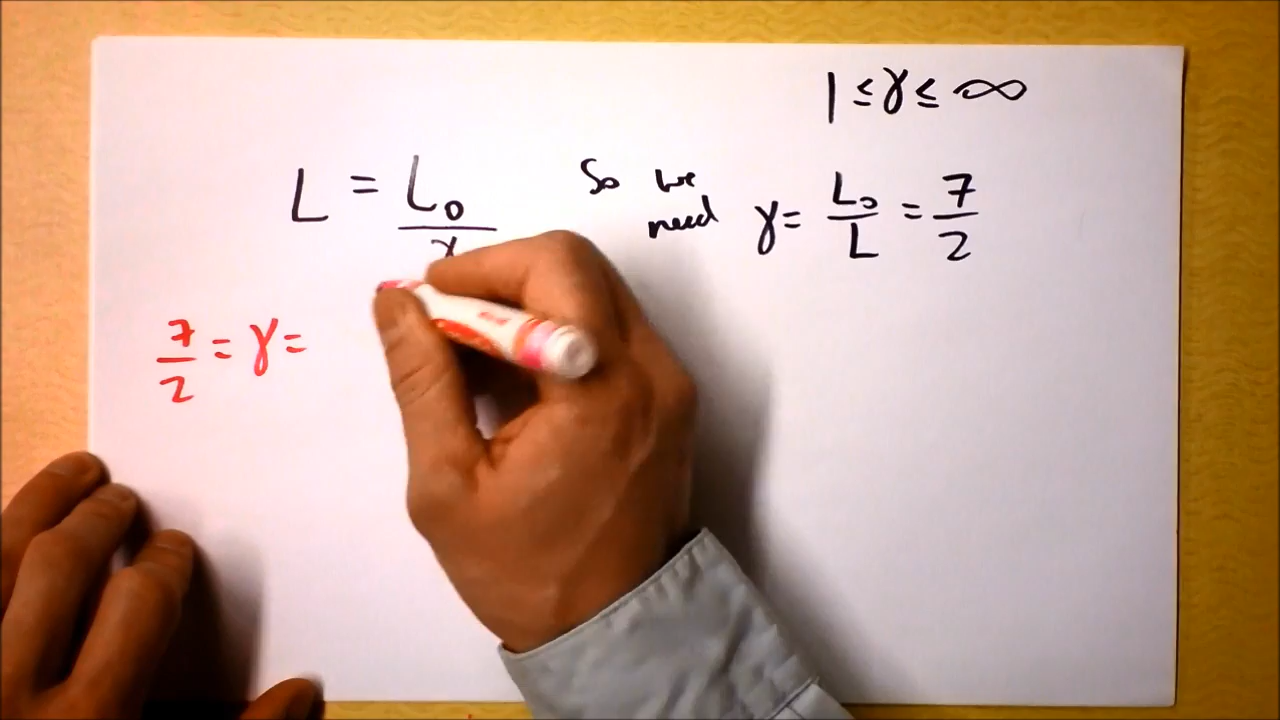 1 ≤ γ ≤ ∞
L = L₀/γ
So we need γ = L₀/L = 7/2
7/2 = γ =